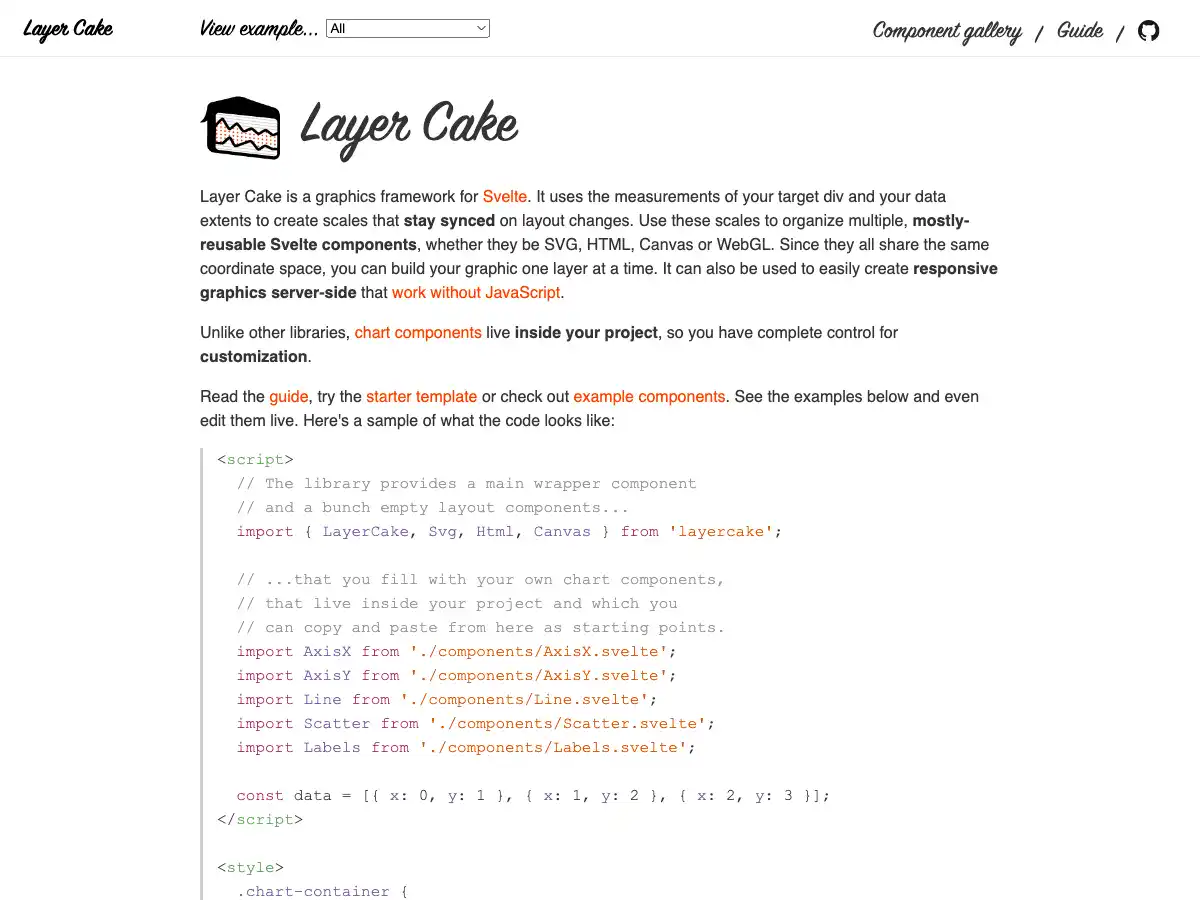 Layer Cake
View example...
All
Component gallery / Guide /
Layer Cake
Layer Cake is a graphics framework for Svelte. It uses the measurements of your target div and your data
extents to create scales that stay synced on layout changes. Use these scales to organize multiple, mostly-
reusable Svelte components, whether they be SVG, HTML, Canvas or WebGL. Since they all share the same
coordinate space, you can build your graphic one layer at a time. It can also be used to easily create responsive
graphics server-side that work without JavaScript.
Unlike other libraries, chart components live inside your project, so you have complete control for
customization.
Read the guide, try the starter template or check out example components. See the examples below and even
edit them live. Here's a sample of what the code looks like:
<script>
  // The library provides a main wrapper component
  // and a bunch empty layout components...
  import { LayerCake, Svg, Html, Canvas } from 'layercake';
  // ...that you fill with your own chart components,
  // that live inside your project and which you
  // can copy and paste from here as starting points.
  import AxisX from './components/AxisX.svelte';
  import AxisY from './components/AxisY.svelte';
  import Line from './components/Line.svelte';
  import Scatter from './components/Scatter.svelte';
  import Labels from './components/Labels.svelte';
  const data = [{ x: 0, y: 1 }, { x: 1, y: 2 }, { x: 2, y: 3 }];
</script>
<style>
  .chart-container {